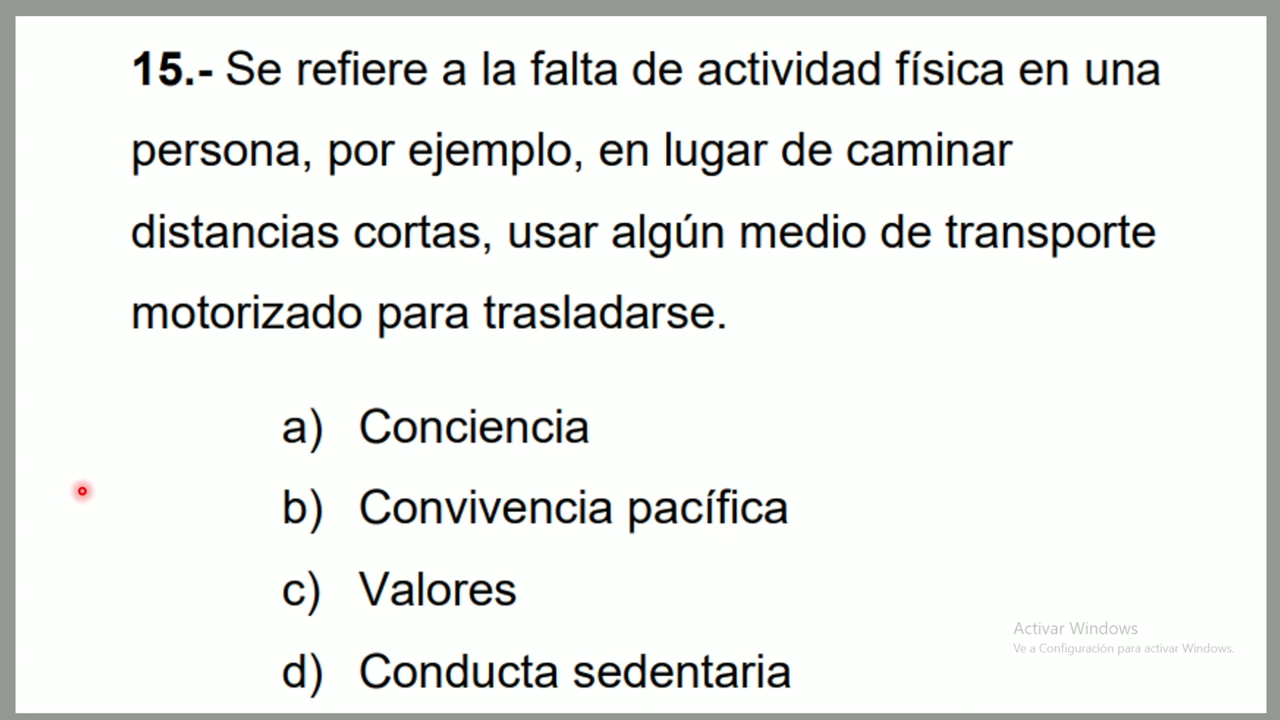 15.- Se refiere a la falta de actividad física en una
persona, por ejemplo, en lugar de caminar
distancias cortas, usar algún medio de transporte
motorizado para trasladarse.
a) Conciencia
b) Convivencia pacífica
c) Valores
d) Conducta sedentaria
Activar Windows
Ve a Configuración para activar Windows.